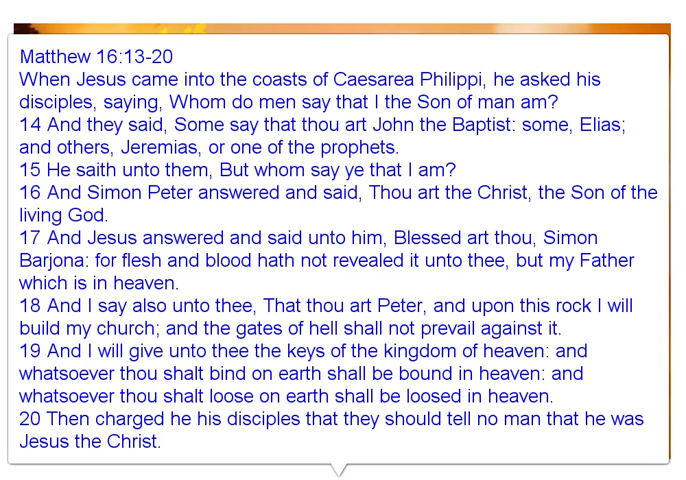 Matthew 16:13-20
When Jesus came into the coasts of Caesarea Philippi, he asked his
disciples, saying, Whom do men say that I the Son of man am?
14 And they said, Some say that thou art John the Baptist: some, Elias;
and others, Jeremias, or one of the prophets.
15 He saith unto them, But whom say ye that I am?
16 And Simon Peter answered and said, Thou art the Christ, the Son of the
living God.
17 And Jesus answered and said unto him, Blessed art thou, Simon
Barjona: for flesh and blood hath not revealed it unto thee, but my Father
which is in heaven.
18 And I say also unto thee, That thou art Peter, and upon this rock I will
build my church; and the gates of hell shall not prevail against it.
19 And I will give unto thee the keys of the kingdom of heaven: and
whatsoever thou shalt bind on earth shall be bound in heaven: and
whatsoever thou shalt loose on earth shall be loosed in heaven.
20 Then charged he his disciples that they should tell no man that he was
Jesus the Christ.